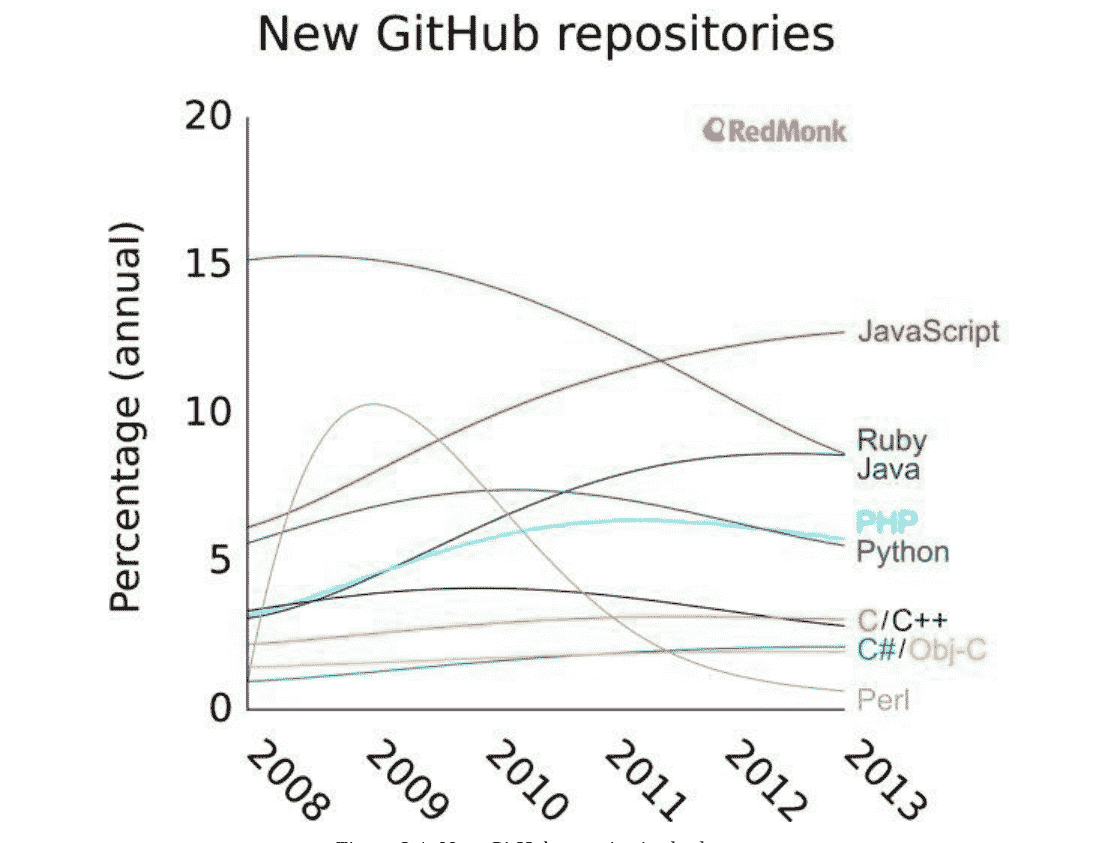 New GitHub repositories
RedMonk
Percentage (annual)
20
15
10
5
0
JavaScript
Ruby
Java
PHP
Python
C/C++
C#/Obj-C
Perl
2008
2009
2010
2011
2012
2013